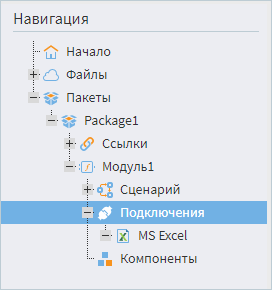 Навигация
Начало
Файлы
Пакеты
Package1
Ссылки
Модуль1
Сценарий
Подключения
MS Excel
Компоненты